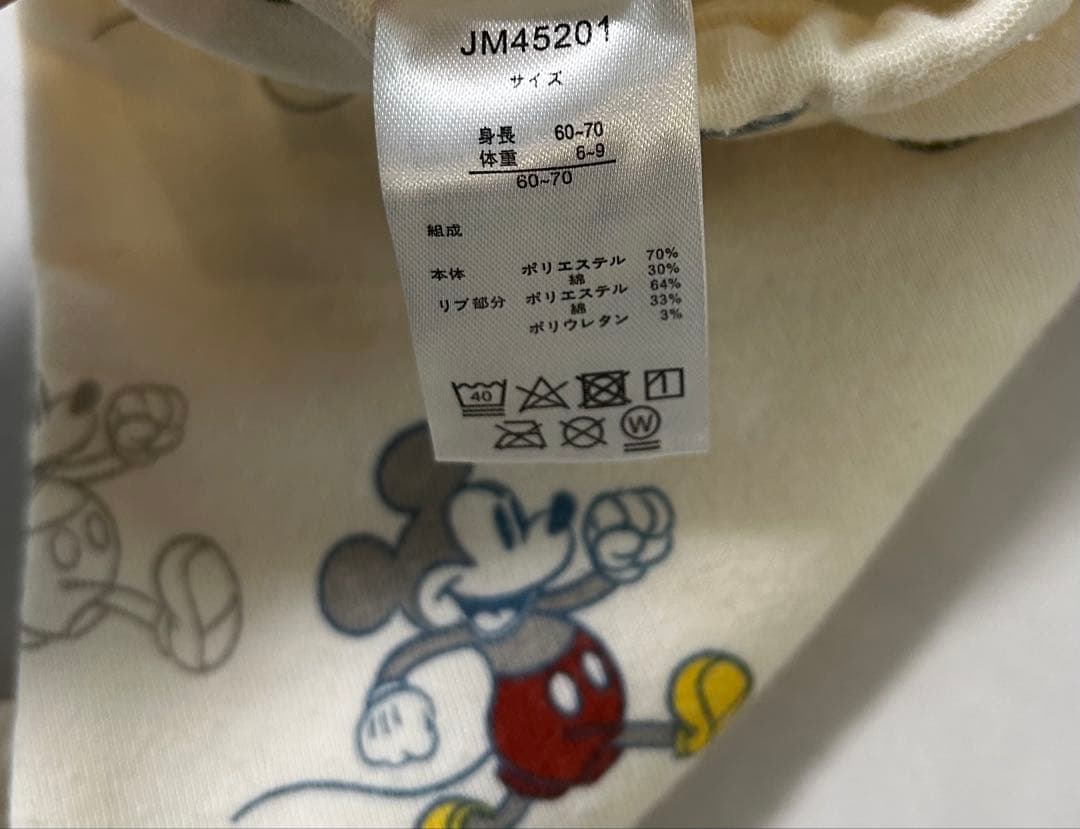 JM45201
サイズ
身長 60~70
体重 6~9
60~70
組成
本体 ポリエステル 70%
綿 30%
リブ部分 ポリエステル 64%
綿 33%
ポリウレタン 3%
40
W